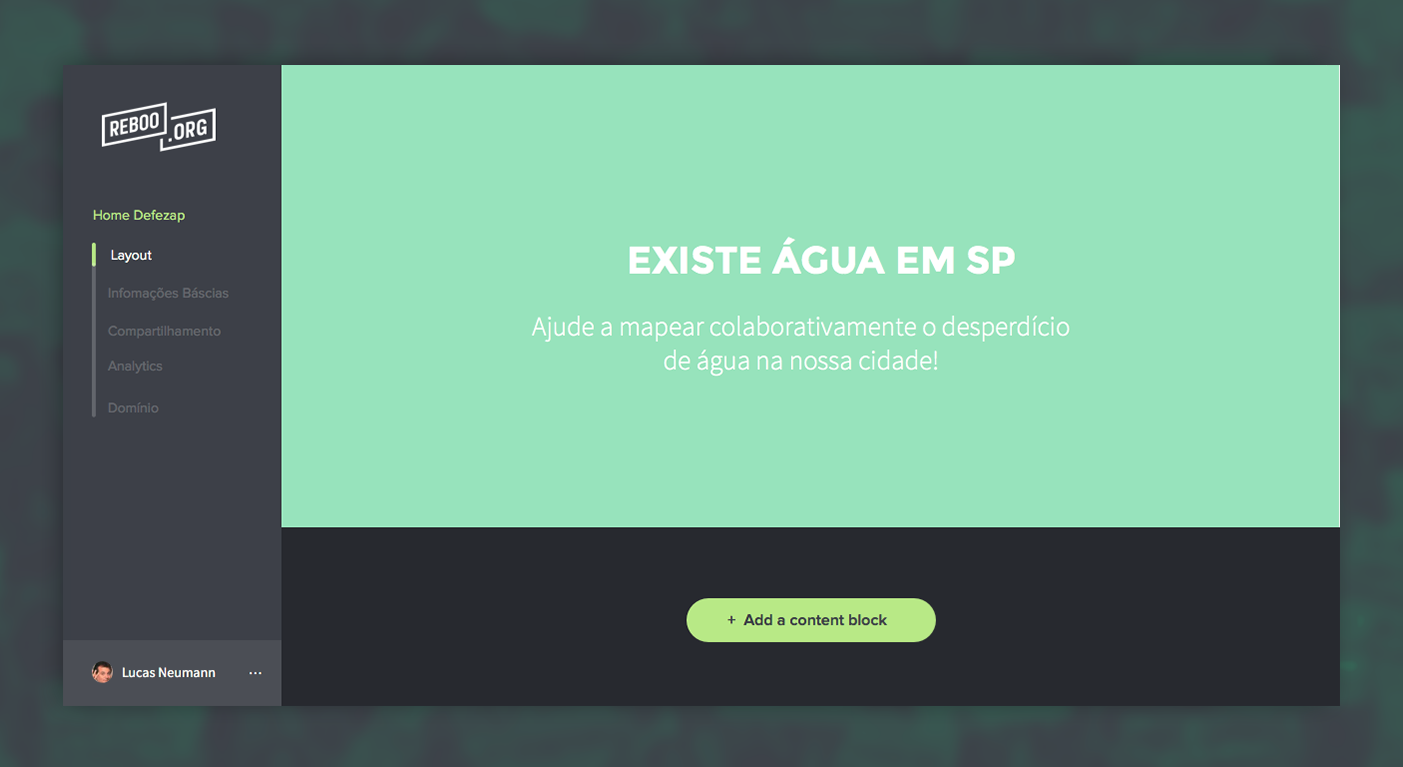 REBOO
.ORG
Home Defezap
Layout
Infomações Báscias
Compartilhamento
Analytics
Domínio
Lucas Neumann
...
EXISTE ÁGUA EM SP
Ajude a mapear colaborativamente o desperdício
de água na nossa cidade!
+ Add a content block